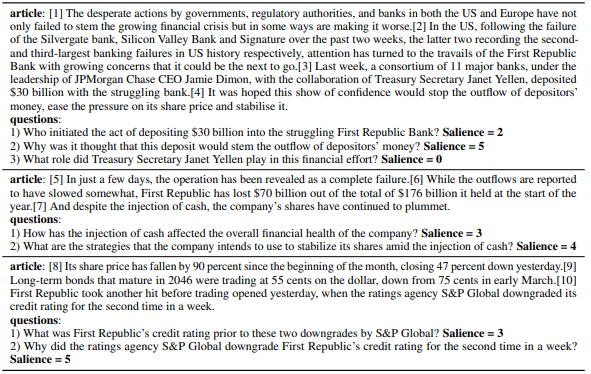 article: [1] The desperate actions by governments, regulatory authorities, and banks in both the US and Europe have not
only failed to stem the growing financial crisis but in some ways are making it worse.[2] In the US, following the failure
of the Silvergate bank, Silicon Valley Bank and Signature over the past two weeks, the latter two recording the second-
and third-largest banking failures in US history respectively, attention has turned to the travails of the First Republic
Bank with growing concerns that it could be the next to go.[3] Last week, a consortium of 11 major banks, under the
leadership of JPMorgan Chase CEO Jamie Dimon, with the collaboration of Treasury Secretary Janet Yellen, deposited
$30 billion with the struggling bank.[4] It was hoped this show of confidence would stop the outflow of depositors'
money, ease the pressure on its share price and stabilise it.
questions:
1) Who initiated the act of depositing $30 billion into the struggling First Republic Bank? Salience = 2
2) Why was it thought that this deposit would stem the outflow of depositors' money? Salience = 5
3) What role did Treasury Secretary Janet Yellen play in this financial effort? Salience = 0
article: [5] In just a few days, the operation has been revealed as a complete failure.[6] While the outflows are reported
to have slowed somewhat, First Republic has lost $70 billion out of the total of $176 billion it held at the start of the
year.[7] And despite the injection of cash, the company's shares have continued to plummet.
questions:
1) How has the injection of cash affected the overall financial health of the company? Salience = 3
2) What are the strategies that the company intends to use to stabilize its shares amid the injection of cash? Salience = 4
article: [8] Its share price has fallen by 90 percent since the beginning of the month, closing 47 percent down yesterday.[9]
Long-term bonds that mature in 2046 were trading at 55 cents on the dollar, down from 75 cents in early March.[10]
First Republic took another hit before trading opened yesterday, when the ratings agency S&P Global downgraded its
credit rating for the second time in a week.
questions:
1) What was First Republic's credit rating prior to these two downgrades by S&P Global? Salience = 3
2) Why did the ratings agency S&P Global downgrade First Republic's credit rating for the second time in a week?
Salience = 5